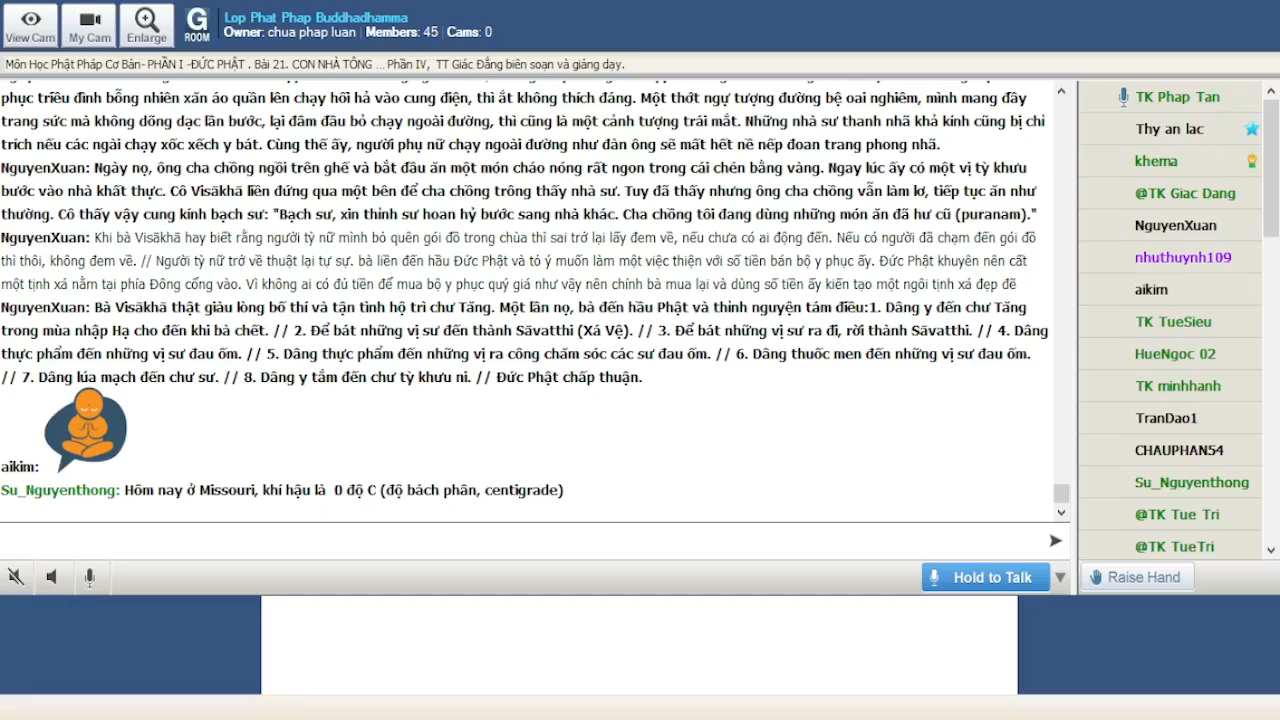 View Cam
My Cam
Enlarge
G
ROOM
Lop Phat Phap Buddhadhamma
Owner: chua phap luan | Members: 45 | Cams: 0
Môn Học Phật Pháp Cơ Bản- PHẦN I -ĐỨC PHẬT . Bài 21. CON NHÀ TÔNG ... Phần IV, TT Giác Đẳng biên soạn và giảng dạy.
phục triều đình bỗng nhiên xăn áo quần lên chạy hối hả vào cung điện, thì ắt không thích đáng. Một thớt ngự tượng đường bệ oai nghiêm, mình mang đầy
trang sức mà không dõng dạc lần bước, lại đâm đầu bỏ chạy ngoài đường, thì cũng là một cảnh tượng trái mắt. Những nhà sư thanh nhã khả kính cũng bị chỉ
trích nếu các ngài chạy xốc xếch y bát. Cùng thế ấy, người phụ nữ chạy ngoài đường như đàn ông sẽ mất hết nề nếp đoan trang phong nhã.
NguyenXuan: Ngày nọ, ông cha chồng ngồi trên ghế và bắt đầu ăn một món cháo nóng rất ngon trong cái chén bằng vàng. Ngay lúc ấy có một vị tỳ khưu
bước vào nhà khất thực. Cô Visākhā liền đứng qua một bên để cha chồng trông thấy nhà sư. Tuy đã thấy nhưng ông cha chồng vẫn làm lơ, tiếp tục ăn như
thường. Cô thấy vậy cung kính bạch sư: "Bạch sư, xin thỉnh sư hoan hỷ bước sang nhà khác. Cha chồng tôi đang dùng những món ăn đã hư cũ (puranam)."
NguyenXuan: Khi bà Visākhā hay biết rằng người tỳ nữ mình bỏ quên gói đồ trong chùa thì sai trở lại lấy đem về, nếu chưa có ai động đến. Nếu có người đã chạm đến gói đồ
thì thôi, không đem về. // Người tỳ nữ trở về thuật lại tự sự. bà liền đến hầu Đức Phật và tỏ ý muốn làm một việc thiện với số tiền bán bộ y phục ấy. Đức Phật khuyên nên cất
một tịnh xá nằm tại phía Đông cổng vào. Vì không ai có đủ tiền để mua bộ y phục quý giá như vậy nên chính bà mua lại và dùng số tiền ấy kiến tạo một ngôi tịnh xá đẹp đẽ
NguyenXuan: Bà Visākhā thật giàu lòng bố thí và tận tình hộ trì chư Tăng. Một lần nọ, bà đến hầu Phật và thỉnh nguyện tám điều:1. Dâng y đến chư Tăng
trong mùa nhập Hạ cho đến khi bà chết. // 2. Để bát những vị sư đến thành Sāvatthi (Xá Vệ). // 3. Để bát những vị sư ra đi, rời thành Sāvatthi. // 4. Dâng
thực phẩm đến những vị sư đau ốm. // 5. Dâng thực phẩm đến những vị ra công chăm sóc các sư đau ốm. // 6. Dâng thuốc men đến những vị sư đau ốm.
// 7. Dâng lúa mạch đến chư sư. // 8. Dâng y tắm đến chư tỳ khưu ni. // Đức Phật chấp thuận.
aikim:
Su_Nguyenthong: Hôm nay ở Missouri, khí hậu là 0 độ C (độ bách phân, centigrade)
TK Phap Tan
Thy an lac
khema
@TK Giac Dang
NguyenXuan
nhuthuynh109
aikim
TK TueSieu
HueNgoc 02
TK minhhanh
TranDao1
CHAUPHAN54
Su_Nguyenthong
@TK Tue Tri
@TK TueTri
Hold to Talk
Raise Hand